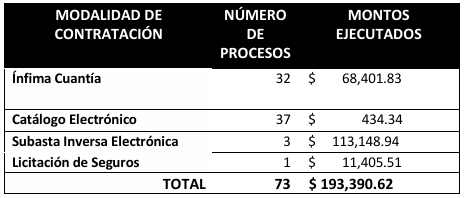 MODALIDAD DE CONTRATACIÓN NÚMERO DE PROCESOS MONTOS EJECUTADOS
Ínfima Cuantía 32 $ 68,401.83
Catálogo Electrónico 37 $ 434.34
Subasta Inversa Electrónica 3 $ 113,148.94
Licitación de Seguros 1 $ 11,405.51
TOTAL 73 $ 193,390.62